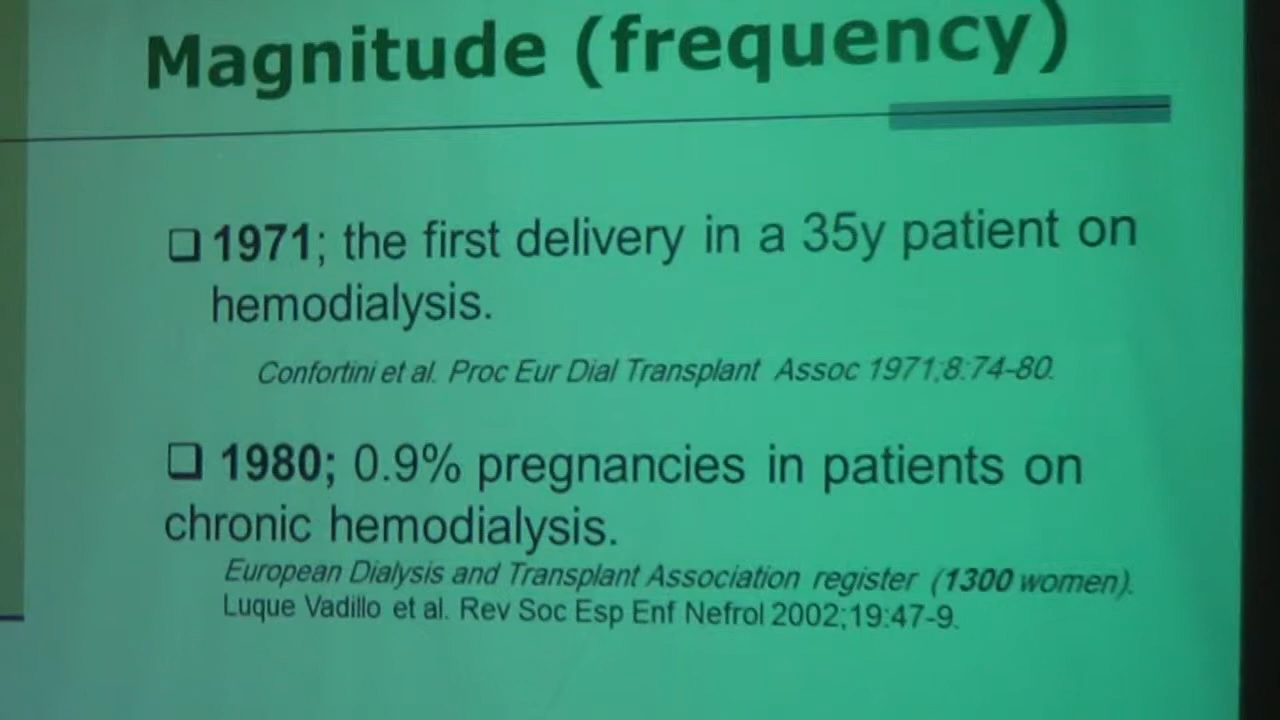 Magnitude (frequency)
1971; the first delivery in a 35y patient on
hemodialysis.
Confortini et al. Proc Eur Dial Transplant Assoc 1971;8:74-80.
1980; 0.9% pregnancies in patients on
chronic hemodialysis.
European Dialysis and Transplant Association register (1300 women).
Luque Vadillo et al. Rev Soc Esp Enf Nefrol 2002;19:47-9.